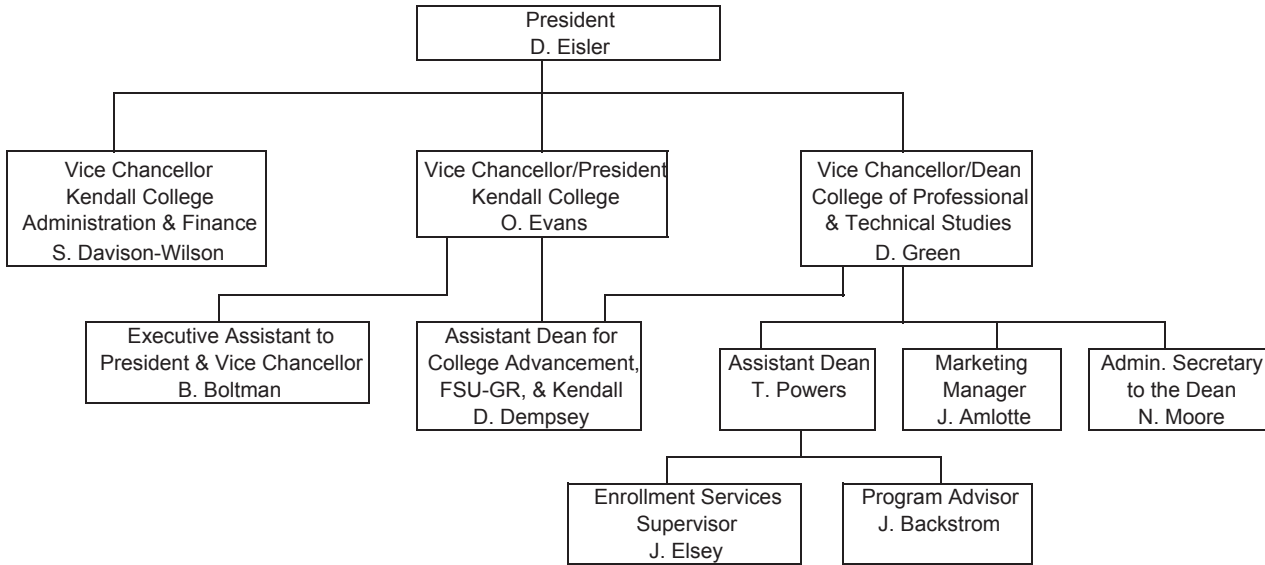 President
D. Eisler
Vice Chancellor
Kendall College
Administration & Finance
S. Davison-Wilson
Vice Chancellor/President
Kendall College
O. Evans
Vice Chancellor/Dean
College of Professional
& Technical Studies
D. Green
Executive Assistant to
President & Vice Chancellor
B. Boltman
Assistant Dean for
College Advancement,
FSU-GR, & Kendall
D. Dempsey
Assistant Dean
T. Powers
Marketing
Manager
J. Amlotte
Admin. Secretary
to the Dean
N. Moore
Enrollment Services
Supervisor
J. Elsey
Program Advisor
J. Backstrom